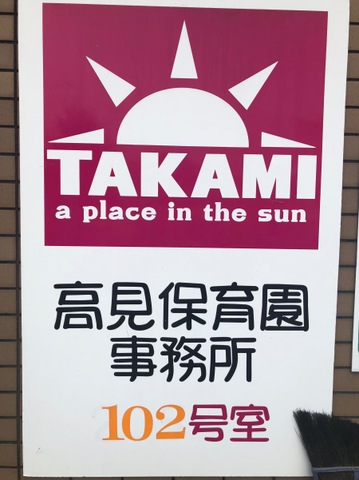 TAKAMI
a place in the sun
高見保育園
事務所
102号室